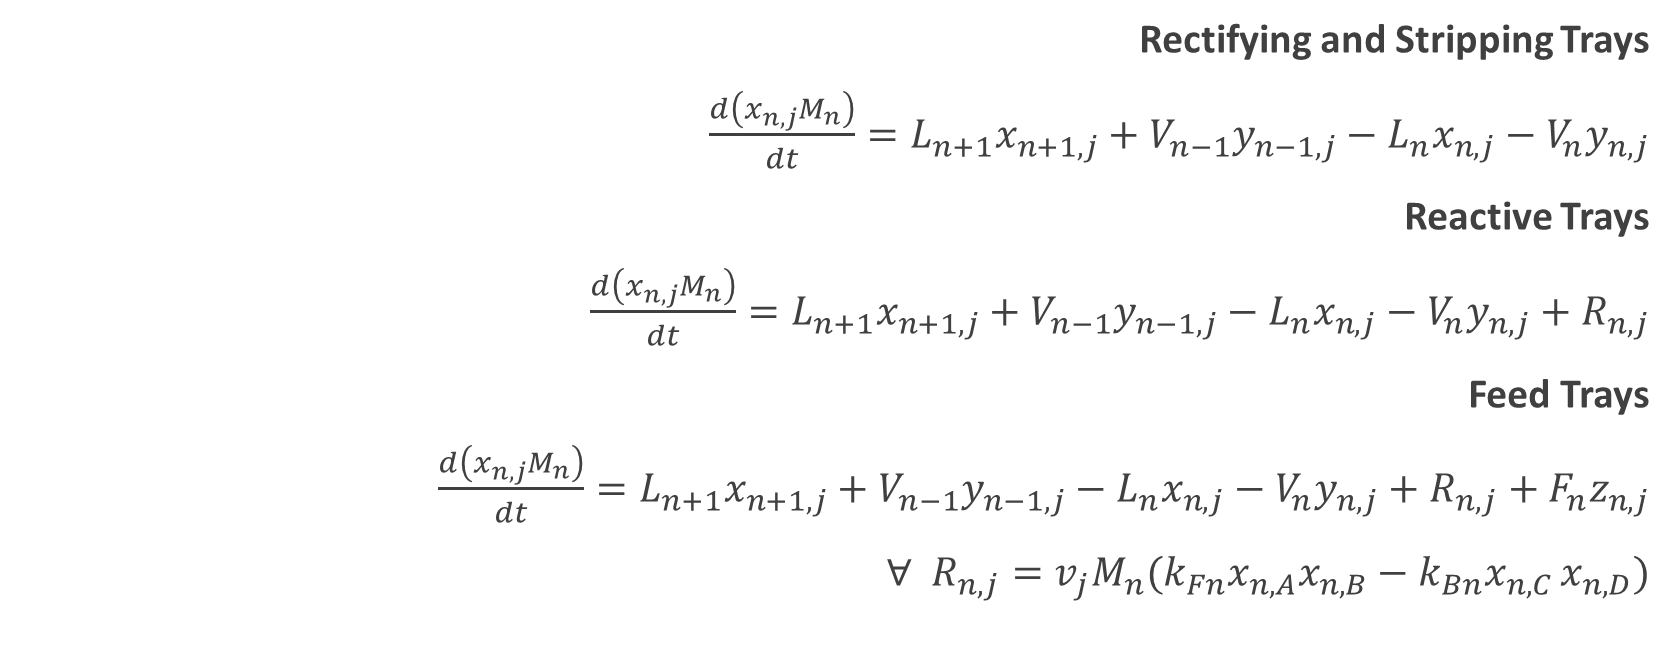 Rectifying and Stripping Trays
d(x_{n,j}M_n)/dt = L_{n+1}x_{n+1,j} + V_{n−1}y_{n−1,j} − L_n x_{n,j} − V_n y_{n,j}
Reactive Trays
d(x_{n,j}M_n)/dt = L_{n+1}x_{n+1,j} + V_{n−1}y_{n−1,j} − L_n x_{n,j} − V_n y_{n,j} + R_{n,j}
Feed Trays
d(x_{n,j}M_n)/dt = L_{n+1}x_{n+1,j} + V_{n−1}y_{n−1,j} − L_n x_{n,j} − V_n y_{n,j} + R_{n,j} + F_n z_{n,j}
∀ R_{n,j} = v_j M_n(k_{Fn}x_{n,A}x_{n,B} − k_{Bn}x_{n,C} x_{n,D})